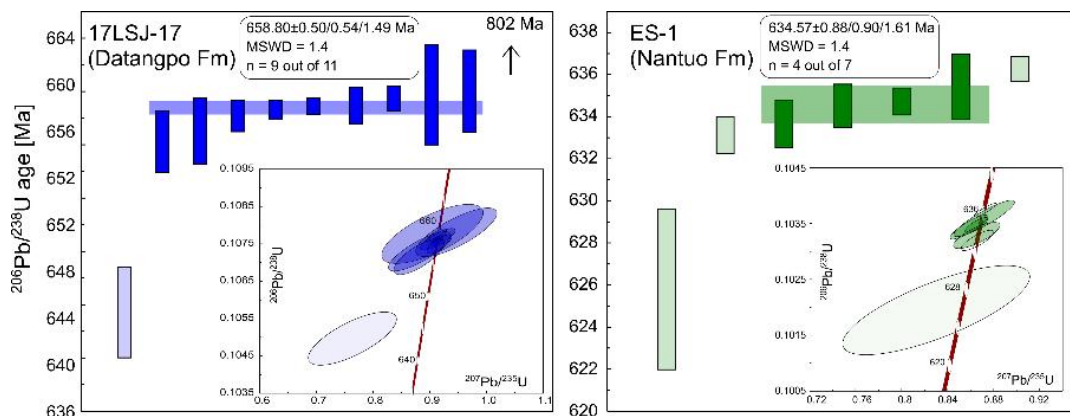 17LSJ-17
(Datangpo Fm)
658.80±0.50/0.54/1.49 Ma
MSWD = 1.4
n = 9 out of 11
802 Ma
206Pb/238U age [Ma]
664
660
656
652
652
648
644
640
636
0.1095
0.1085
0.1075
0.1065
0.1055
0.1045
0.1035
206Pb/238U
660
650
640
207Pb/235U
0.6 0.7 0.8 0.9 1.0 1.1
ES-1
(Nantuo Fm)
634.57±0.88/0.90/1.61 Ma
MSWD = 1.4
n = 4 out of 7
638
636
634
632
630
628
626
624
622
620
0.1045
0.1035
0.1025
0.1015
0.1005
636
628
620
207Pb/235U
0.72 0.76 0.8 0.84 0.68 0.92